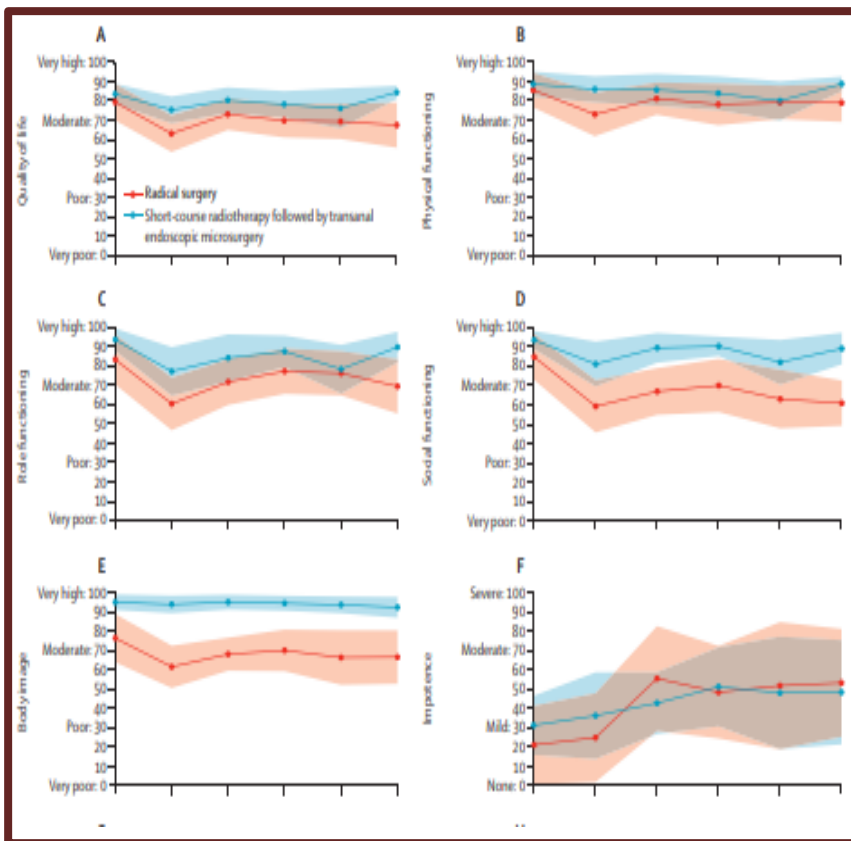 A
Very high: 100
90
80
Moderate: 70
60
50
40
Poor: 30
20
10
Very poor: 0
Quality of life
Radical surgery
Short-course radiotherapy followed by transanal
endoscopic microsurgery
B
Very high: 100
90
80
Moderate: 70
60
50
40
Poor: 30
20
10
Very poor: 0
Physical functioning
C
Very high: 100
90
80
Moderate: 70
60
50
40
Poor: 30
20
10
Very poor: 0
Role functioning
D
Very high: 100
90
80
Moderate: 70
60
50
40
Poor: 30
20
10
Very poor: 0
Social functioning
E
Very high: 100
90
80
Moderate: 70
60
50
40
Poor: 30
20
10
Very poor: 0
Body image
F
Severe: 100
90
80
Moderate: 70
60
50
40
Mild: 30
20
10
None: 0
Impotence